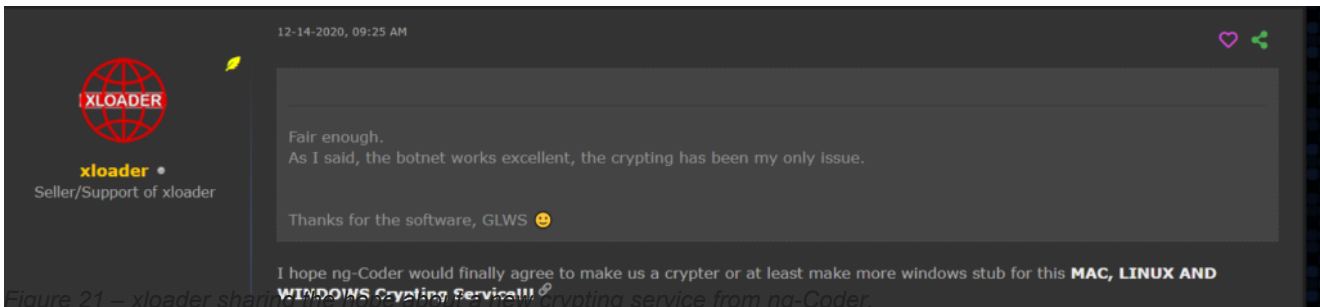 12-14-2020, 09:25 AM
XLOADER
xloader
Seller/Support of xloader
Fair enough.
As I said, the botnet works excellent, the crypting has been my only issue.
Thanks for the software, GLWS
I hope ng-Coder would finally agree to make us a crypter or at least make more windows stub for this MAC, LINUX AND
WINDOWS Crypting Service!!!
Figure 21 – xloader sharing the hope about a new crypting service from ng-Coder.